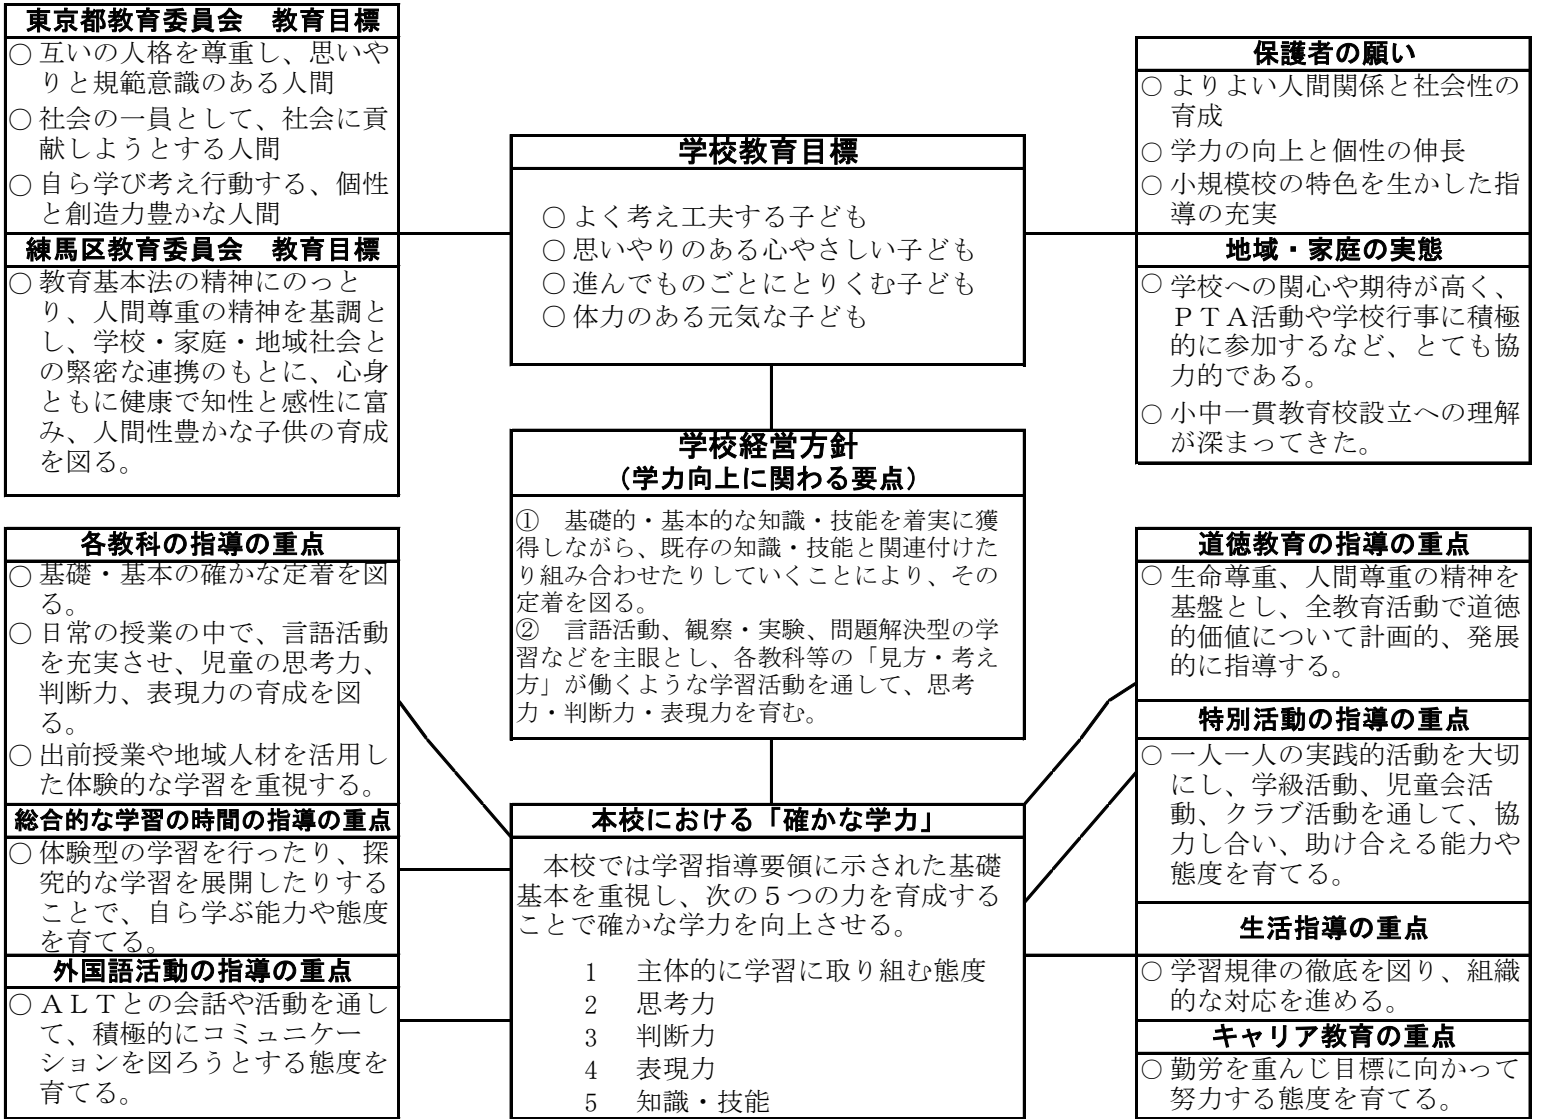 東京都教育委員会　教育目標
○互いの人格を尊重し、思いや
りと規範意識のある人間
○社会の一員として、社会に貢
献しようとする人間
○自ら学び考え行動する、個性
と創造力豊かな人間
練馬区教育委員会　教育目標
○教育基本法の精神にのっと
り、人間尊重の精神を基調と
し、学校・家庭・地域社会と
の緊密な連携のもとに、心身
ともに健康で知性と感性に富
み、人間性豊かな子供の育成
を図る。
学校教育目標
○よく考え工夫する子ども
○思いやりのある心やさしい子ども
○進んでものごとにとりくむ子ども
○体力のある元気な子ども
保護者の願い
○よりよい人間関係と社会性の
育成
○学力の向上と個性の伸長
○小規模校の特色を生かした指
導の充実
地域・家庭の実態
○学校への関心や期待が高く、
ＰＴＡ活動や学校行事に積極
的に参加するなど、とても協
力的である。
○小中一貫教育校設立への理解
が深まってきた。
学校経営方針
（学力向上に関わる要点）
①　基礎的・基本的な知識・技能を着実に獲
得しながら、既存の知識・技能と関連付けた
り組み合わせたりしていくことにより、その
定着を図る。
②　言語活動、観察・実験、問題解決型の学
習などを主眼とし、各教科等の「見方・考え
方」が働くような学習活動を通して、思考
力・判断力・表現力を育む。
各教科の指導の重点
○基礎・基本の確かな定着を図
る。
○日常の授業の中で、言語活動
を充実させ、児童の思考力、
判断力、表現力の育成を図
る。
○出前授業や地域人材を活用し
た体験的な学習を重視する。
総合的な学習の時間の指導の重点
○体験型の学習を行ったり、探
究的な学習を展開したりする
ことで、自ら学ぶ能力や態度
を育てる。
外国語活動の指導の重点
○ＡＬＴとの会話や活動を通し
て、積極的にコミュニケー
ションを図ろうとする態度を
育てる。
本校における「確かな学力」
本校では学習指導要領に示された基礎
基本を重視し、次の５つの力を育成する
ことで確かな学力を向上させる。
1　主体的に学習に取り組む態度
2　思考力
3　判断力
4　表現力
5　知識・技能
道徳教育の指導の重点
○生命尊重、人間尊重の精神を
基盤とし、全教育活動で道徳
的価値について計画的、発展
的に指導する。
特別活動の指導の重点
○一人一人の実践的活動を大切
にし、学級活動、児童会活
動、クラブ活動を通して、協
力し合い、助け合える能力や
態度を育てる。
生活指導の重点
○学習規律の徹底を図り、組織
的な対応を進める。
キャリア教育の重点
○勤労を重んじ目標に向かって
努力する態度を育てる。